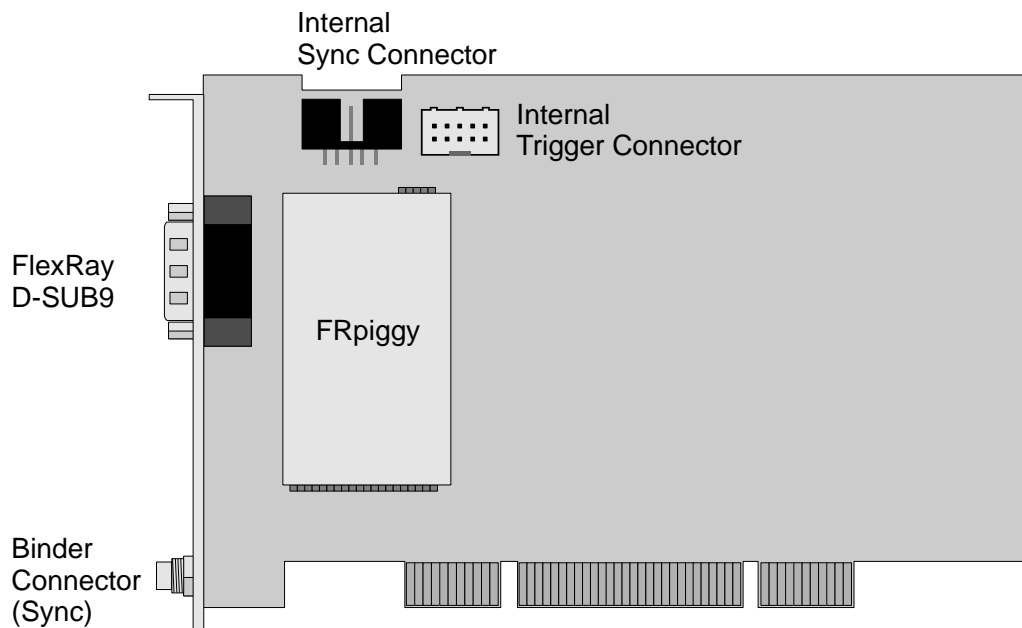 Internal
Sync Connector
Internal
Trigger Connector
FlexRay
D-SUB9
FRpiggy
Binder
Connector
(Sync)